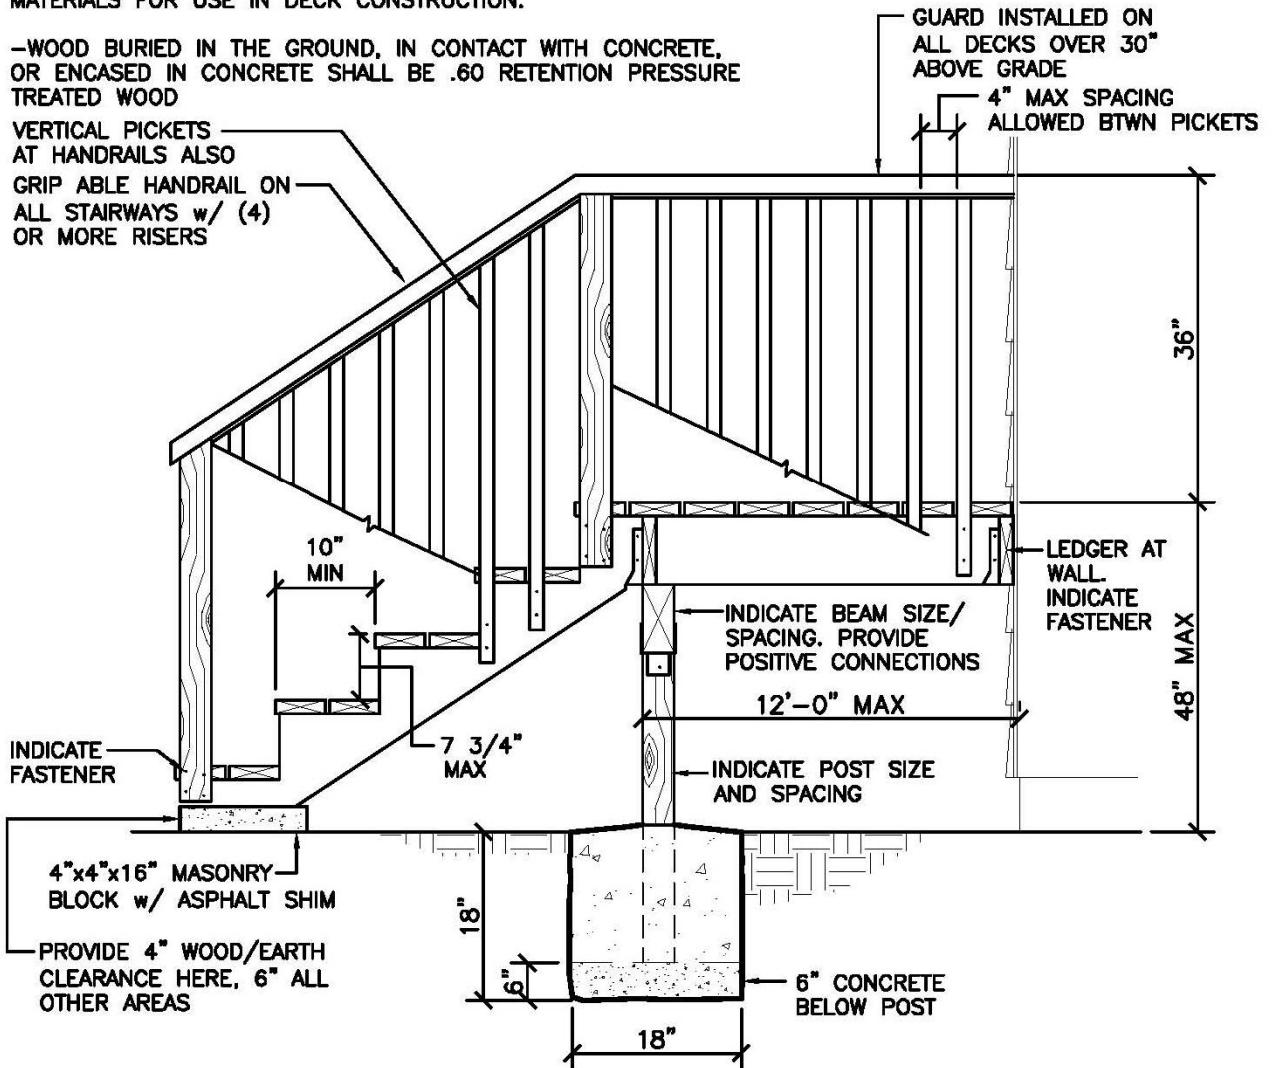 MATERIALS FOR USE IN DECK CONSTRUCTION.
-WOOD BURIED IN THE GROUND, IN CONTACT WITH CONCRETE,
OR ENCASED IN CONCRETE SHALL BE .60 RETENTION PRESSURE
TREATED WOOD
GUARD INSTALLED ON
ALL DECKS OVER 30"
ABOVE GRADE
4" MAX SPACING
ALLOWED BTWN PICKETS
VERTICAL PICKETS
AT HANDRAILS ALSO
GRIP ABLE HANDRAIL ON
ALL STAIRWAYS w/ (4)
OR MORE RISERS
36"
10"
MIN
LEDGER AT
WALL.
INDICATE
FASTENER
INDICATE BEAM SIZE/
SPACING. PROVIDE
POSITIVE CONNECTIONS
48" MAX
12'-0" MAX
7 3/4"
MAX
INDICATE
FASTENER
INDICATE POST SIZE
AND SPACING
4"x4"x16" MASONRY
BLOCK w/ ASPHALT SHIM
18"
PROVIDE 4" WOOD/EARTH
CLEARANCE HERE, 6" ALL
OTHER AREAS
6"
6" CONCRETE
BELOW POST
18"